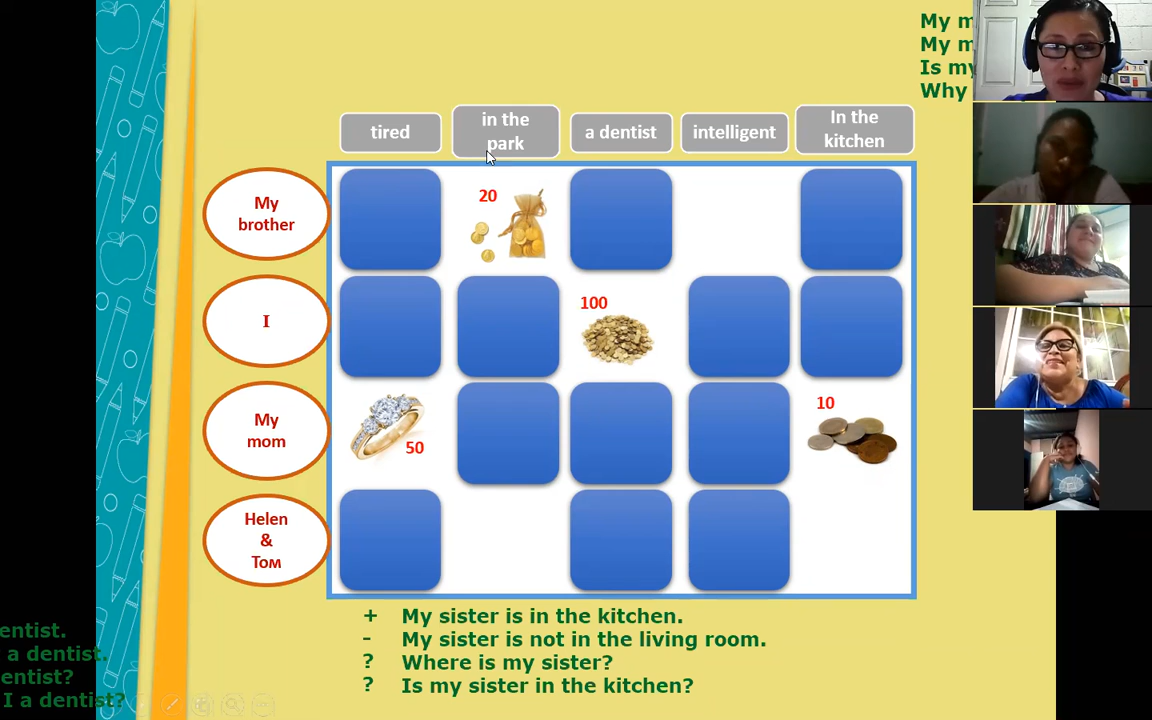 My m
My m
Is my
Why
tired
in the
park
a dentist
intelligent
In the
kitchen
My
brother
20
I
100
My
mom
50
10
Helen
&
Том
+ My sister is in the kitchen.
- My sister is not in the living room.
? Where is my sister?
? Is my sister in the kitchen?
entist.
a dentist.
entist?
I a dentist?